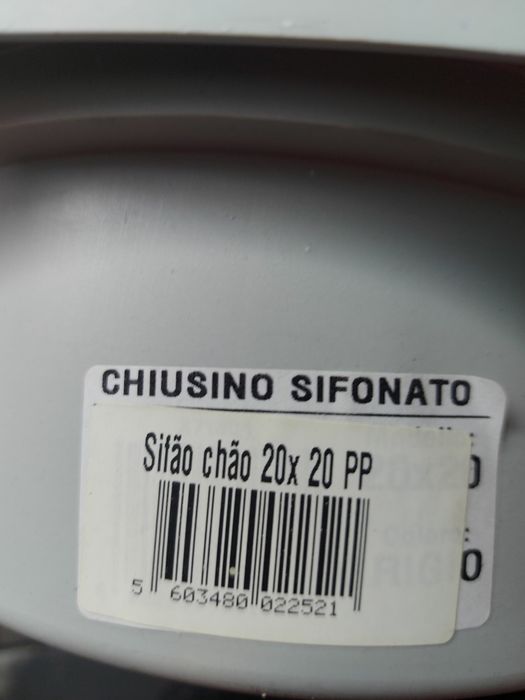 CHIUSINO SIFONATO
Sifão chão 20x 20 PP
5 603480 022521